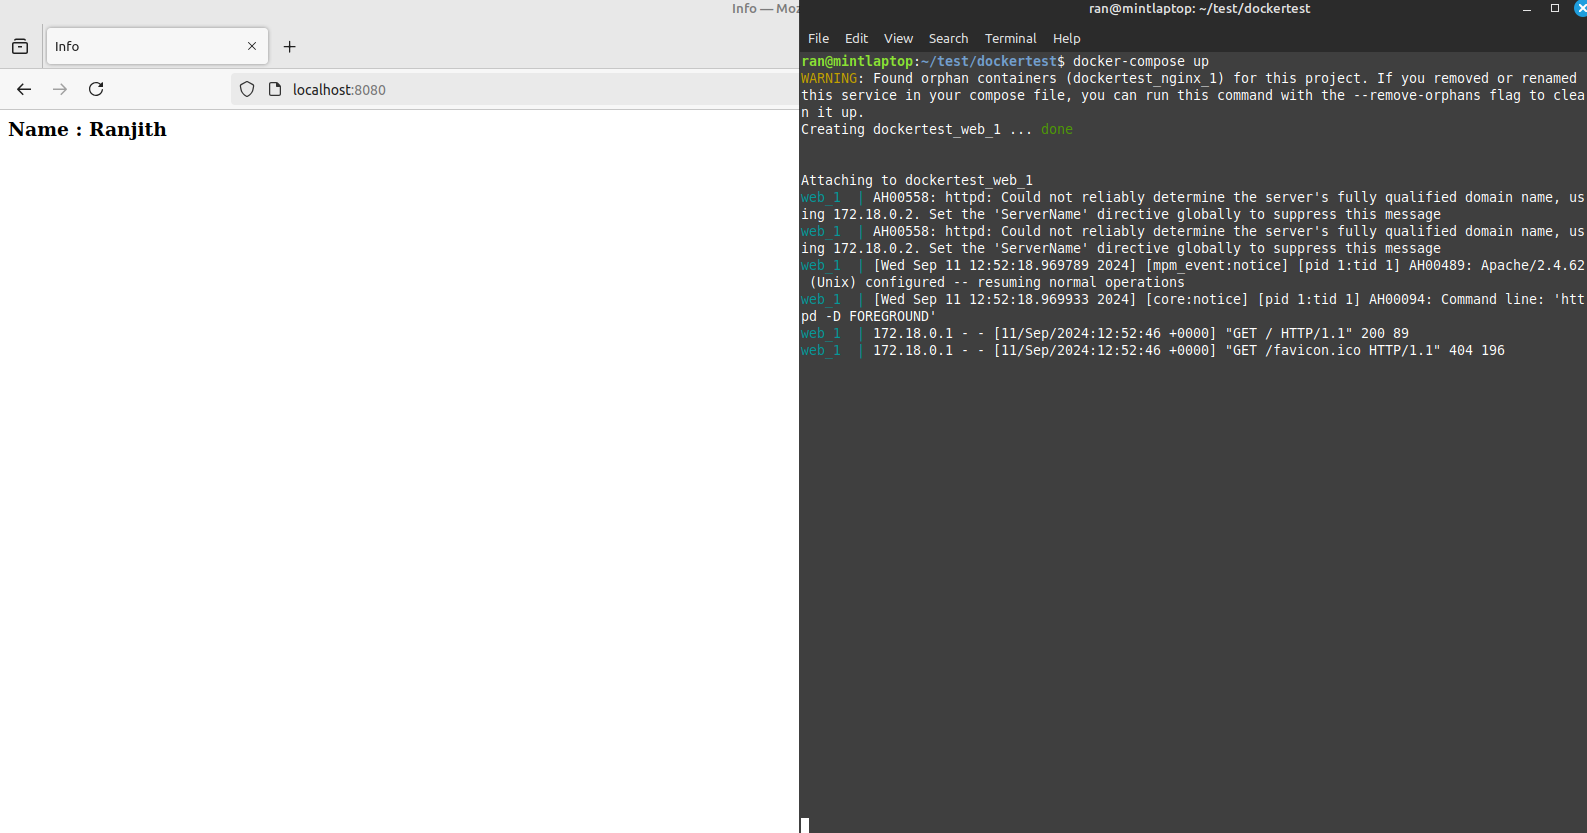 Info — Moz
Info
localhost:8080
Name : Ranjith
ran@mintlaptop: ~/test/dockertest
File Edit View Search Terminal Help
ran@mintlaptop:~/test/dockertest$ docker-compose up
WARNING: Found orphan containers (dockertest_nginx_1) for this project. If you removed or renamed
this service in your compose file, you can run this command with the --remove-orphans flag to clea
n it up.
Creating dockertest_web_1 ... done
Attaching to dockertest_web_1
web_1  | AH00558: httpd: Could not reliably determine the server's fully qualified domain name, us
ing 172.18.0.2. Set the 'ServerName' directive globally to suppress this message
web_1  | AH00558: httpd: Could not reliably determine the server's fully qualified domain name, us
ing 172.18.0.2. Set the 'ServerName' directive globally to suppress this message
web_1  | [Wed Sep 11 12:52:18.969789 2024] [mpm_event:notice] [pid 1:tid 1] AH00489: Apache/2.4.62
 (Unix) configured -- resuming normal operations
web_1  | [Wed Sep 11 12:52:18.969933 2024] [core:notice] [pid 1:tid 1] AH00094: Command line: 'htt
pd -D FOREGROUND'
web_1  | 172.18.0.1 - - [11/Sep/2024:12:52:46 +0000] "GET / HTTP/1.1" 200 89
web_1  | 172.18.0.1 - - [11/Sep/2024:12:52:46 +0000] "GET /favicon.ico HTTP/1.1" 404 196